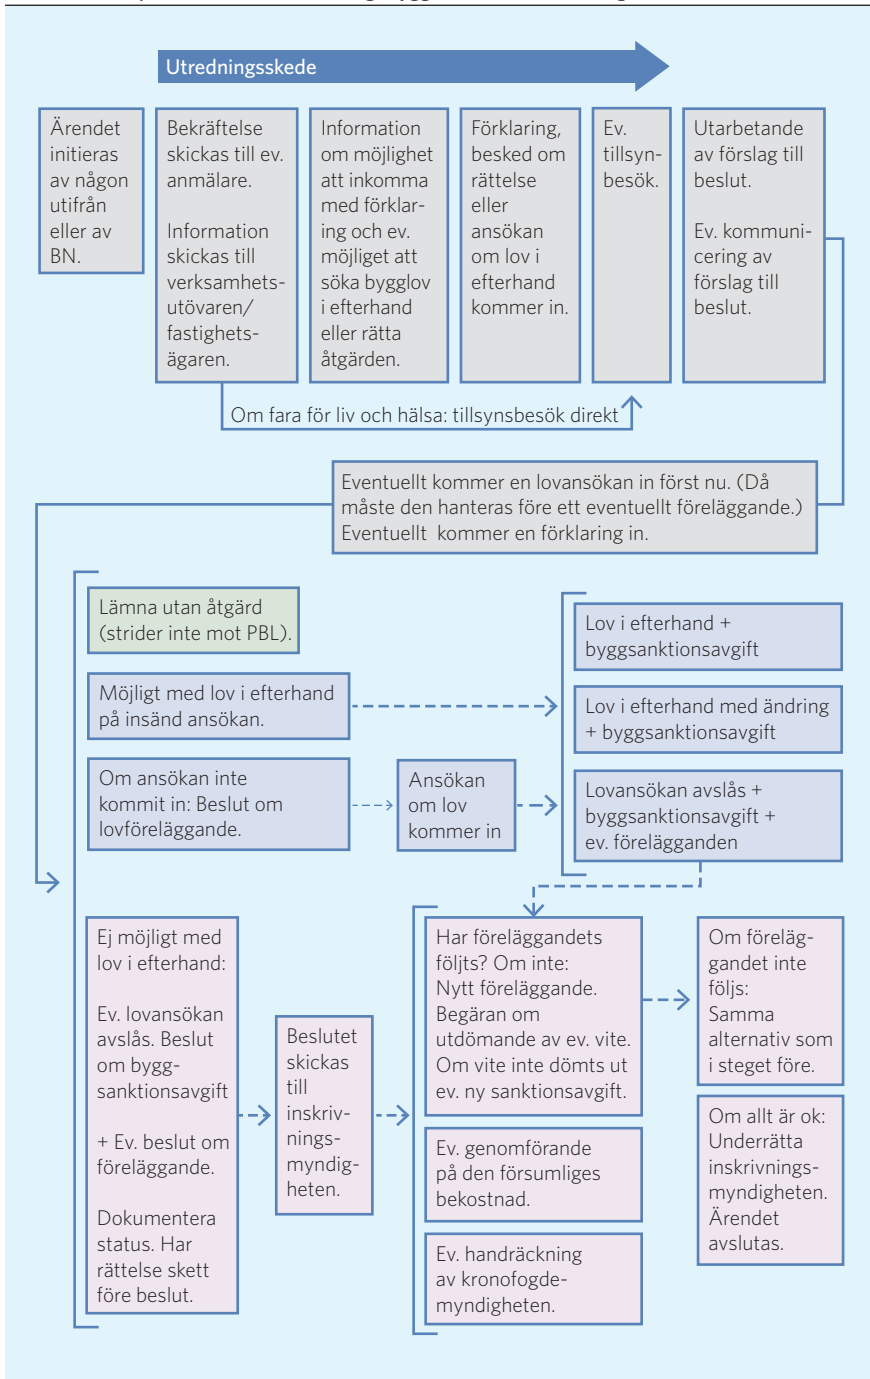 Utredningsskede
Ärendet
initieras
av någon
utifrån
eller av
BN.
Bekräftelse
skickas till ev.
anmälare.
Information
skickas till
verksamhets-
utövaren/
fastighets-
ägaren.
Information
om möjlighet
att inkomma
med förklar-
ring och ev.
möjliget att
söka bygglov
i efterhand
eller rätta
åtgärden.
Förklaring,
besked om
rättelse
eller
ansökan
om lov i
efterhand
kommer in.
Ev.
tillsyn-
besök.
Utarbetande
av förslag till
beslut.
Ev. kommuni-
cering av
förslag till
beslut.
Om fara för liv och hälsa: tillsynsbesök direkt
Eventuellt kommer en lovansökan in först nu. (Då
måste den hanteras före ett eventuellt föreläggande.)
Eventuellt kommer en förklaring in.
Lämna utan åtgärd
(strider inte mot PBL).
Möjligt med lov i efterhand
på insänd ansökan.
Om ansökan inte
kommit in: Beslut om
lovföreläggande.
Ansökan
om lov
kommer in
Lov i efterhand +
byggsanktionsavgift
Lov i efterhand med ändring
+ byggsanktionsavgift
Lovansökan avslås +
byggsanktionsavgift +
ev. förelägganden
Ej möjligt med
lov i efterhand:
Ev. lovansökan
avslås. Beslut
om bygg-
sanktionsavgift
+ Ev. beslut om
föreläggande.
Dokumentera
status. Har
rättelse skett
före beslut.
Beslutet
skickas
till
inskriv-
nings-
myndig-
heten.
Har föreläggandets
följts? Om inte:
Nytt föreläggande.
Begäran om
utdömande av ev. vite.
Om vite inte dömts ut
ev. ny sanktionsavgift.
Ev. genomförande
på den försumliges
bekostnad.
Ev. handräckning
av kronofogde-
myndigheten.
Om föreläg-
gandet inte
följs:
Samma
alternativ som
i steget före.
Om allt är ok:
Underrätta
inskrivnings-
myndigheten.
Ärendet
avslutas.